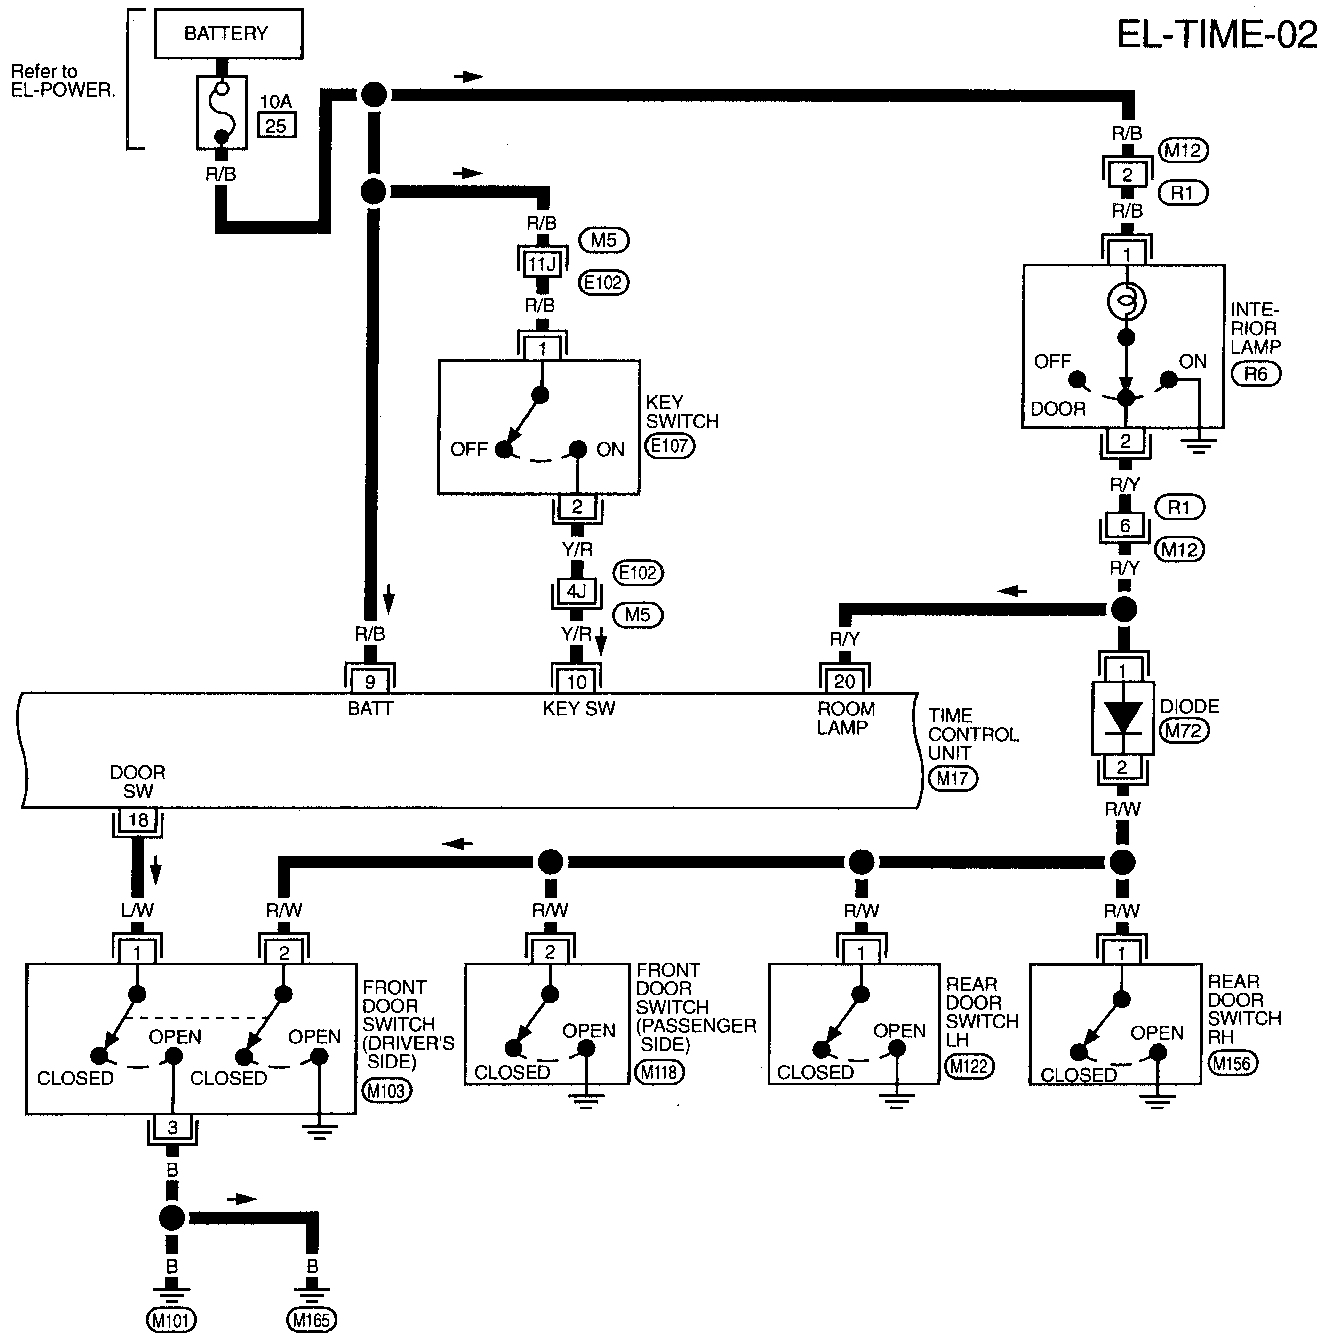 EL-TIME-02
BATTERY
Refer to
EL-POWER.
10A
25
R/B
R/B
M12
2
R1
R/B
R/B
M5
11J
E102
R/B
1
1
INTE-
RIOR
LAMP
R6
OFF
ON
DOOR
2
KEY
SWITCH
E107
OFF
ON
2
R/Y
R1
6
M12
R/Y
Y/R
E102
4J
M5
Y/R
R/B
R/Y
9
10
20
BATT
KEY SW
ROOM
LAMP
TIME
CONTROL
UNIT
M17
1
DIODE
M72
2
R/W
DOOR
SW
18
L/W
R/W
R/W
R/W
R/W
1
2
2
1
1
FRONT
DOOR
SWITCH
(DRIVER'S
SIDE)
M103
OPEN
OPEN
CLOSED
CLOSED
FRONT
DOOR
SWITCH
(PASSENGER
SIDE)
M118
OPEN
CLOSED
REAR
DOOR
SWITCH
LH
M122
OPEN
CLOSED
REAR
DOOR
SWITCH
RH
M156
OPEN
CLOSED
3
B
B
B
M101
M165